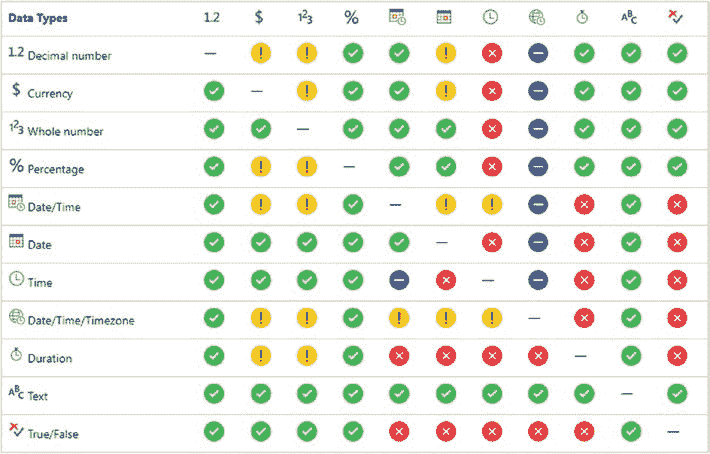 Data Types 1.2 $ 1²3 % ABC
1.2 Decimal number
$ Currency
1²3 Whole number
% Percentage
Date/Time
Date
Time
Date/Time/Timezone
Duration
ABC Text
True/False